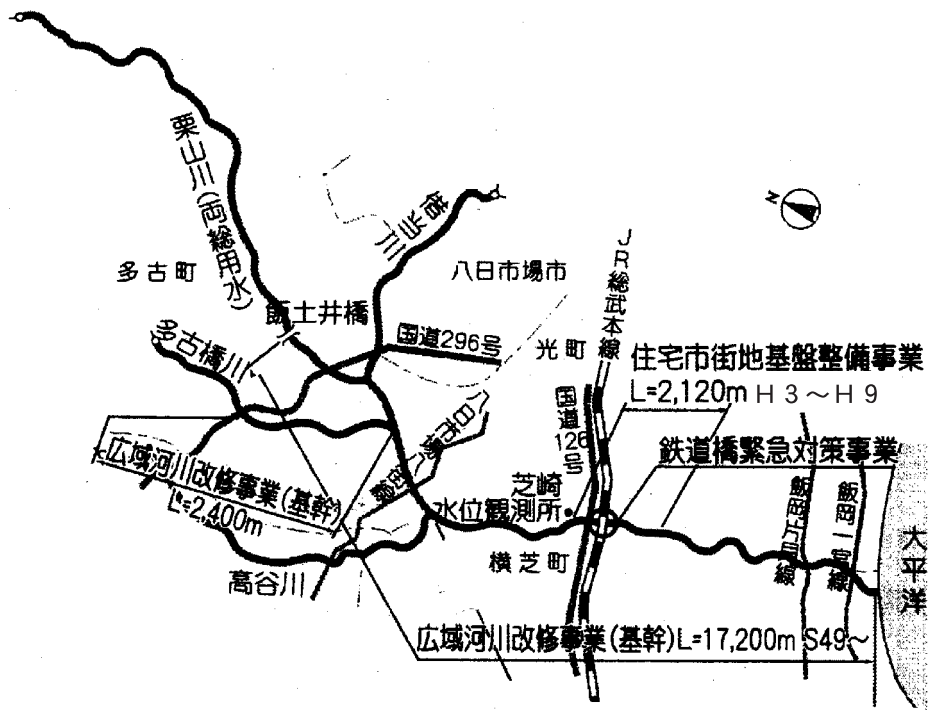 栗山川(両総用水)
借当川
N
多古町
八日市場市
JR総武本線
飯土井橋
国道296号
多古橋川
光町
住宅市街地基盤整備事業
L=2,120m H3〜H9
国道126号
八日市場
鉄道橋緊急対策事業
広域河川改修事業(基幹)
L=2,400m
芝崎
水位観測所
飯岡一宮線
横芝町
高谷川
大平洋
広域河川改修事業(基幹)L=17,200m S49〜